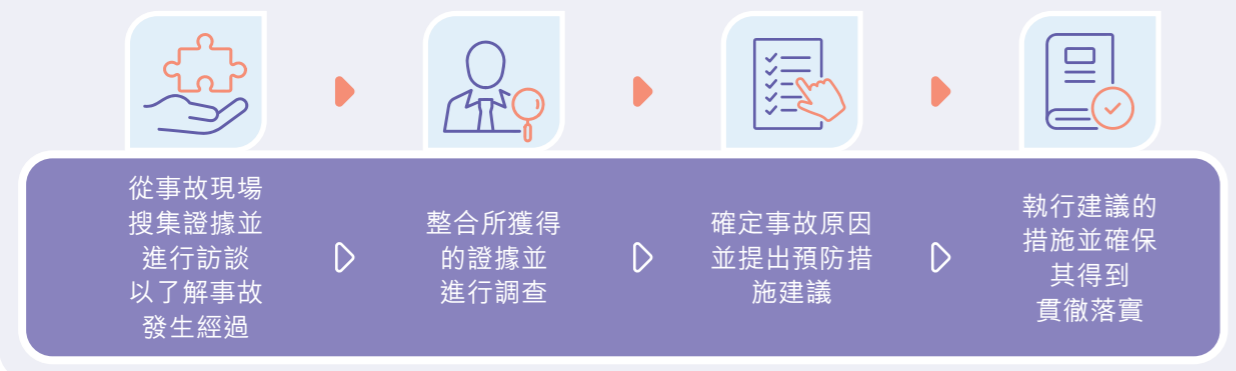 從事故現場
搜集證據並
進行訪談
以了解事故
發生經過
整合所獲得
的證據並
進行調查
確定事故原因
並提出預防措
施建議
執行建議的
措施並確保
其得到
貫徹落實